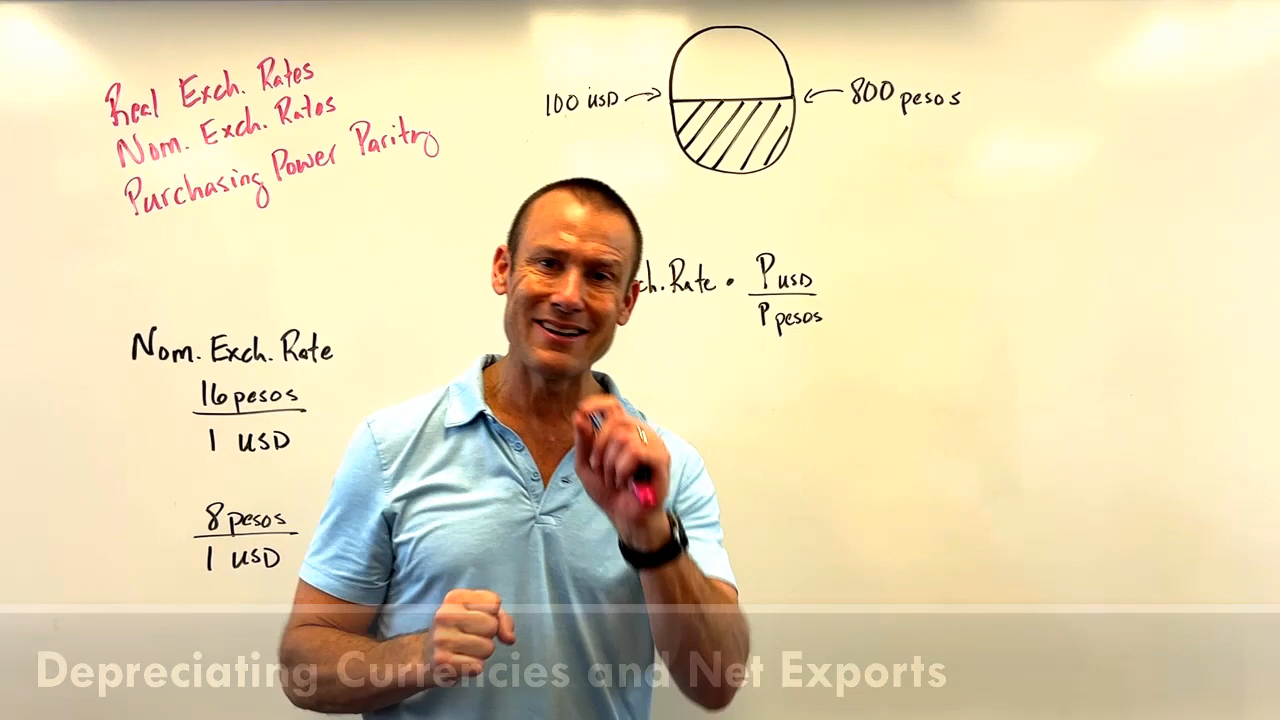 Real Exch. Rates
Nom. Exch. Rates
Purchasing Power Parity
100 USD
800 pesos
ch. Rate • P USD
P pesos
Nom. Exch. Rate
16 pesos
1 USD
8 pesos
1 USD
Depreciating Currencies and Net Exports